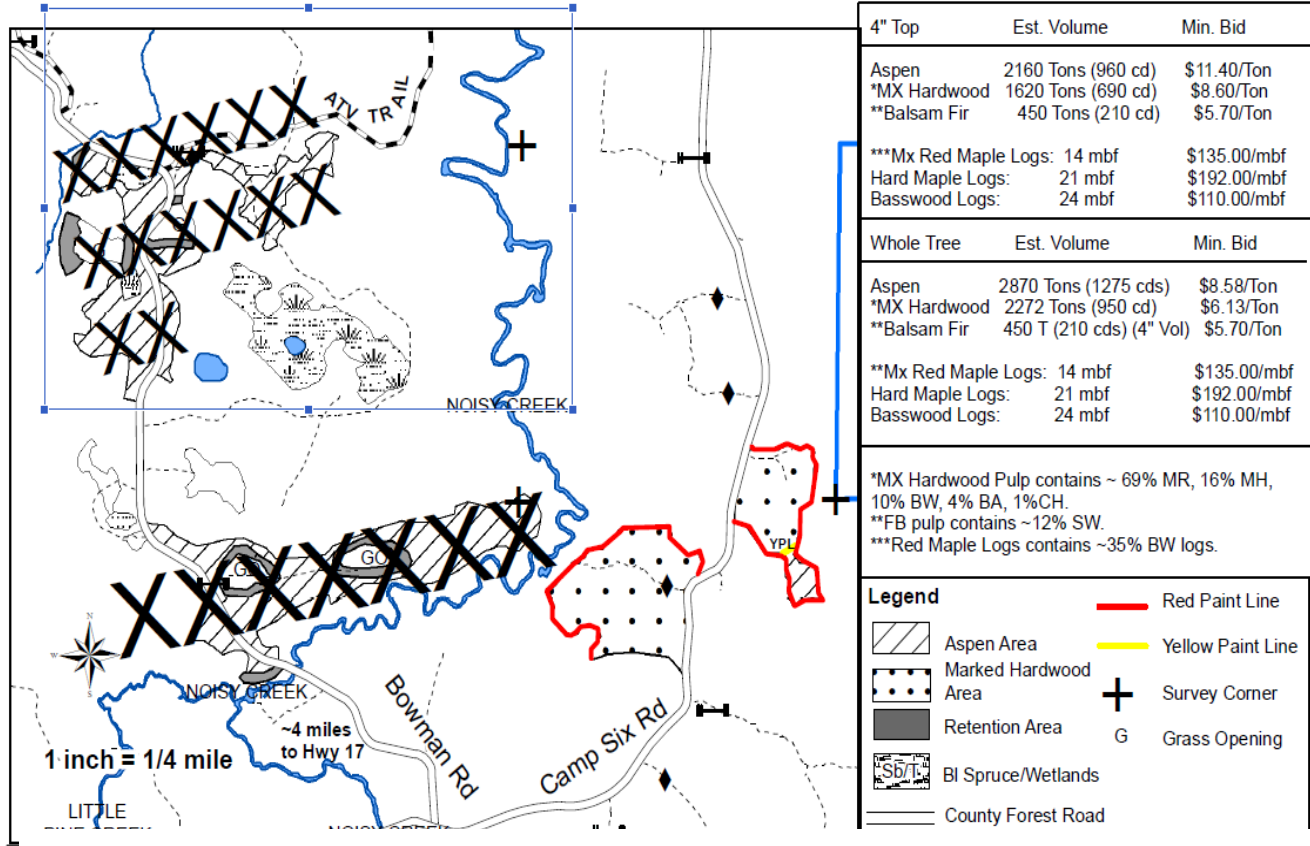 4" Top Est. Volume Min. Bid
Aspen 2160 Tons (960 cd) $11.40/Ton
*MX Hardwood 1620 Tons (690 cd) $8.60/Ton
**Balsam Fir 450 Tons (210 cd) $5.70/Ton
***Mx Red Maple Logs: 14 mbf $135.00/mbf
Hard Maple Logs: 21 mbf $192.00/mbf
Basswood Logs: 24 mbf $110.00/mbf
Whole Tree Est. Volume Min. Bid
Aspen 2870 Tons (1275 cds) $8.58/Ton
*MX Hardwood 2272 Tons (950 cd) $6.13/Ton
**Balsam Fir 450 T (210 cds) (4" Vol) $5.70/Ton
**Mx Red Maple Logs: 14 mbf $135.00/mbf
Hard Maple Logs: 21 mbf $192.00/mbf
Basswood Logs: 24 mbf $110.00/mbf
*MX Hardwood Pulp contains ~ 69% MR, 16% MH,
10% BW, 4% BA, 1%CH.
**FB pulp contains ~12% SW.
***Red Maple Logs contains ~35% BW logs.
Legend
Aspen Area
Marked Hardwood
Area
Retention Area
Sb/T Bl Spruce/Wetlands
County Forest Road
Red Paint Line
Yellow Paint Line
Survey Corner
G Grass Opening
ATV TRAIL
NOISY CREEK
YPL
GO
N
W
E
S
NOISY CREEK
~4 miles
to Hwy 17
Bowman Rd
Camp Six Rd
1 inch = 1/4 mile
LITTLE
PINE CREEK
NOISY CREEK